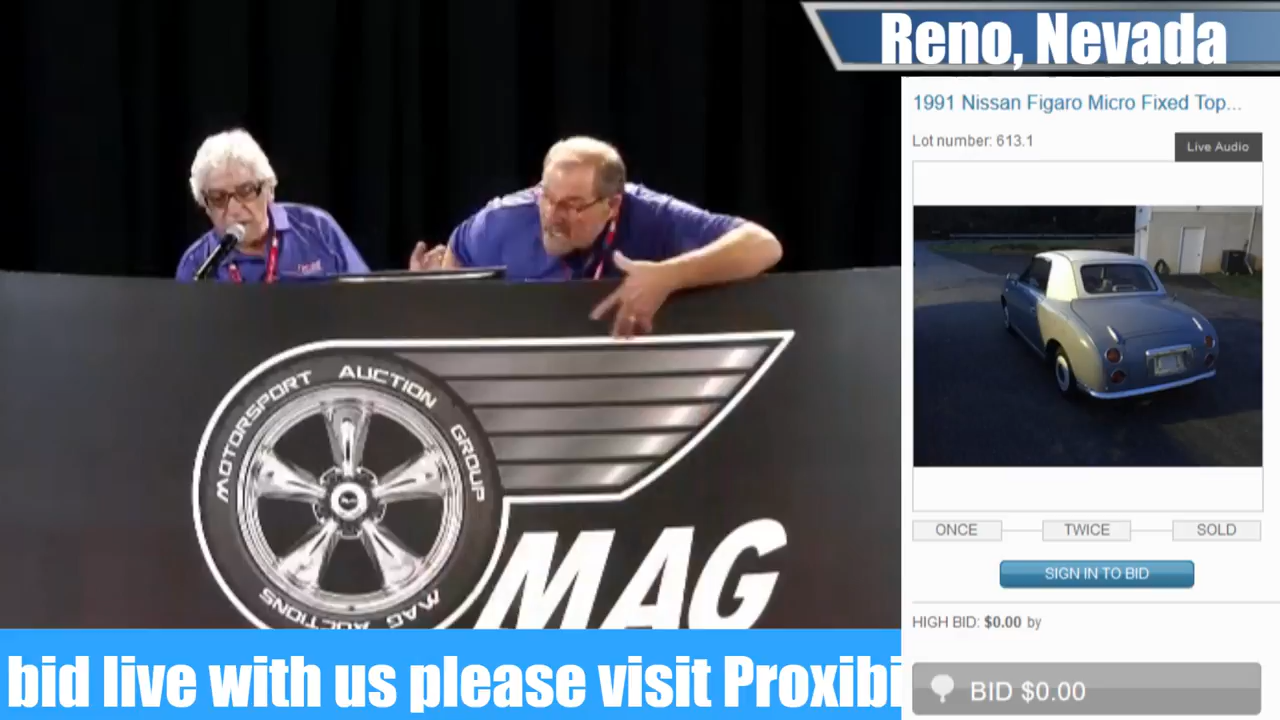 Reno, Nevada
1991 Nissan Figaro Micro Fixed Top...
Lot number: 613.1
Live Audio
MOTORSPORT AUCTION GROUP
MAG AUCTIONS
MAG
ONCE
TWICE
SOLD
SIGN IN TO BID
HIGH BID: $0.00 by
BID $0.00
bid live with us please visit Proxibi